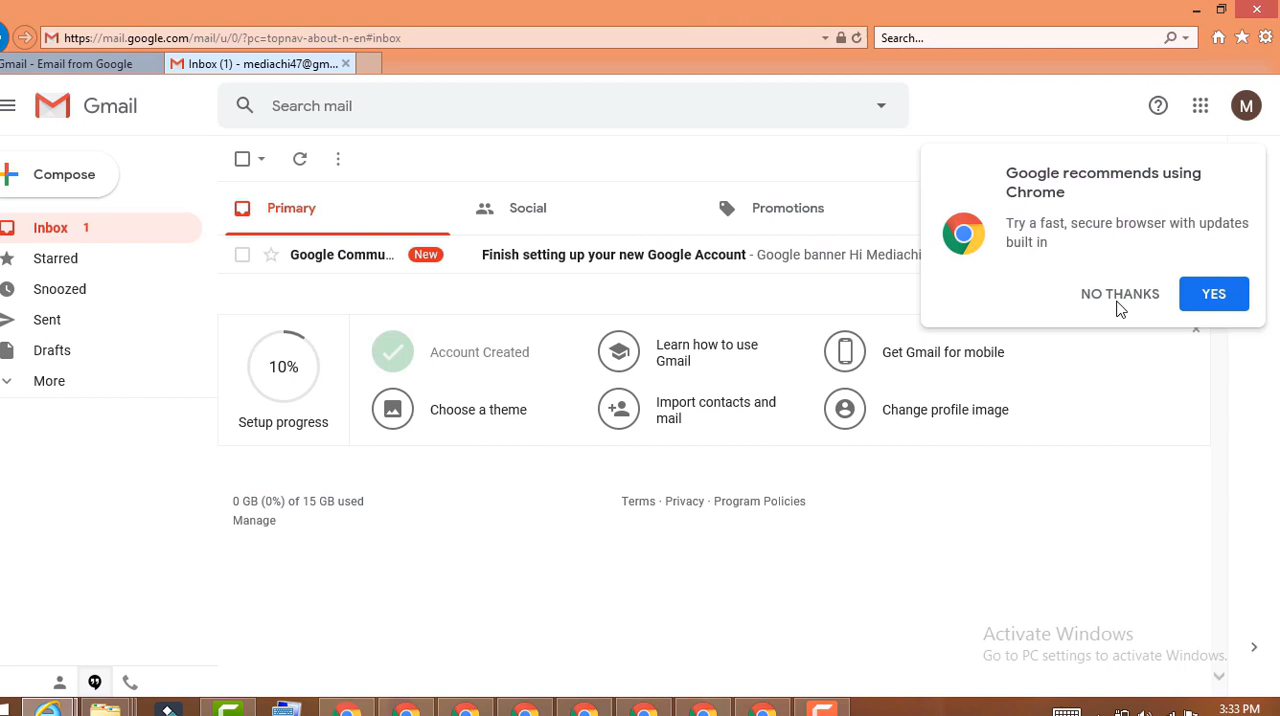 https://mail.google.com/mail/u/0/?pc=topnav-about-n-en#inbox
Search...
Gmail - Email from Google
Inbox (1) - mediachi47@gm...
Gmail
Search mail
M
Compose
Inbox 1
Starred
Snoozed
Sent
Drafts
More
Primary
Social
Promotions
Google Commu... New Finish setting up your new Google Account - Google banner Hi Mediachi
Google recommends using
Chrome
Try a fast, secure browser with updates
built in
NO THANKS
YES
10%
Setup progress
Account Created
Learn how to use
Gmail
Get Gmail for mobile
Choose a theme
Import contacts and
mail
Change profile image
0 GB (0%) of 15 GB used
Manage
Terms · Privacy · Program Policies
Activate Windows
Go to PC settings to activate Windows.
3:33 PM